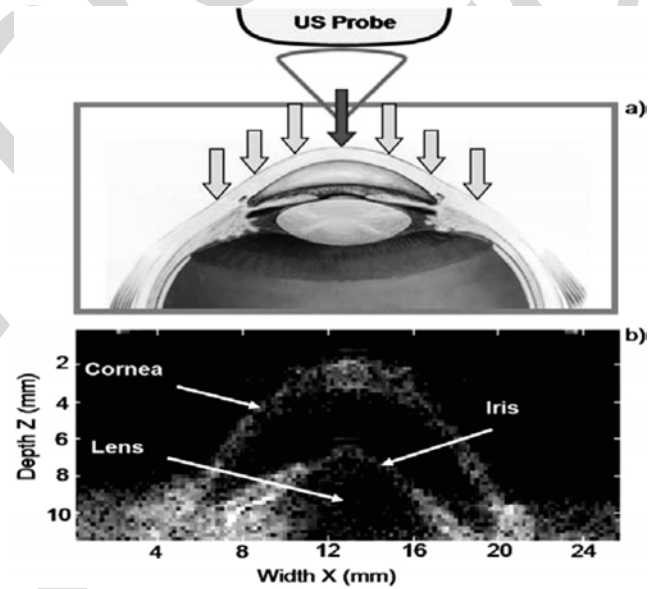 US Probe
a)
b)
Cornea
Iris
Lens
Depth Z (mm)
2
4
6
8
10
4 8 12 16 20 24
Width X (mm)